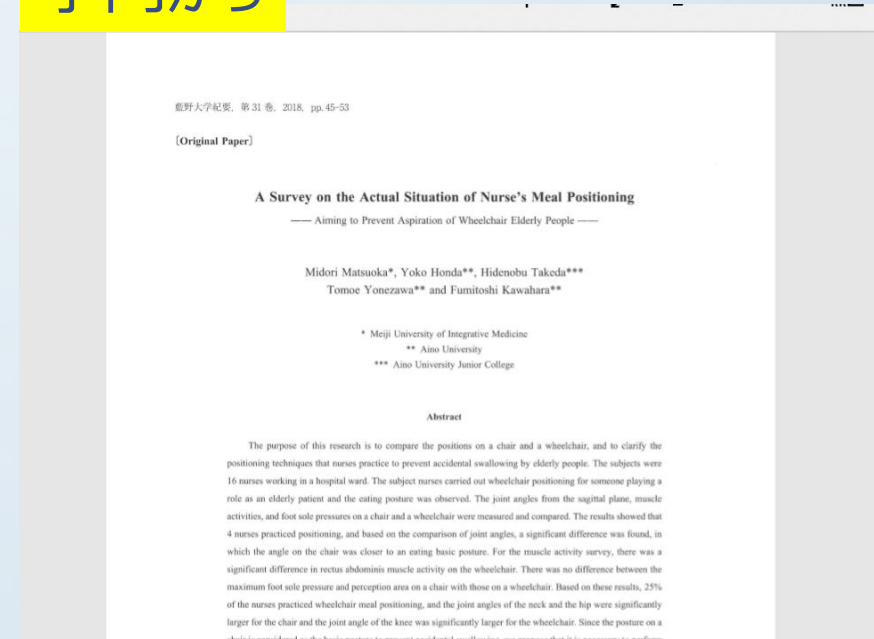 藍野大学紀要, 第 31 巻, 2018, pp. 45-53
〔Original Paper〕
A Survey on the Actual Situation of Nurse's Meal Positioning
—— Aiming to Prevent Aspiration of Wheelchair Elderly People ——
Midori Matsuoka*, Yoko Honda**, Hidenobu Takeda***
Tomoe Yonezawa** and Fumitoshi Kawahara**
* Meiji University of Integrative Medicine
** Aino University
*** Aino University Junior College
Abstract
The purpose of this research is to compare the positions on a chair and a wheelchair, and to clarify the
positioning techniques that nurses practice to prevent accidental swallowing by elderly people. The subjects were
16 nurses working in a hospital ward. The subject nurses carried out wheelchair positioning for someone playing a
role as an elderly patient and the eating posture was observed. The joint angles from the sagittal plane, muscle
activities, and foot sole pressures on a chair and a wheelchair were measured and compared. The results showed that
4 nurses practiced positioning, and based on the comparison of joint angles, a significant difference was found, in
which the angle on the chair was closer to an eating basic posture. For the muscle activity survey, there was a
significant difference in rectus abdominis muscle activity on the wheelchair. There was no difference between the
maximum foot sole pressure and perception area on a chair with those on a wheelchair. Based on these results, 25%
of the nurses practiced wheelchair meal positioning, and the joint angles of the neck and the hip were significantly
larger for the chair and the joint angle of the knee was significantly larger for the wheelchair. Since the posture on a